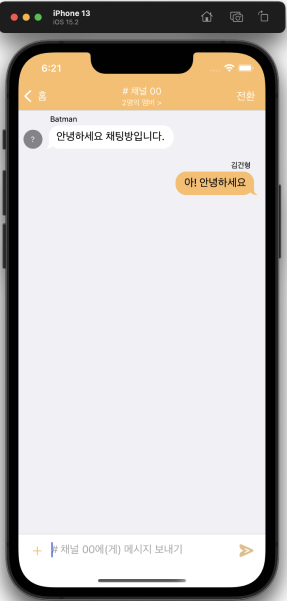 iPhone 13
iOS 15.2
6:21
홈
# 채널 00
2명의 멤버 >
전환
Batman
?
안녕하세요 채팅방입니다.
김건형
아! 안녕하세요
# 채널 00에(게) 메시지 보내기